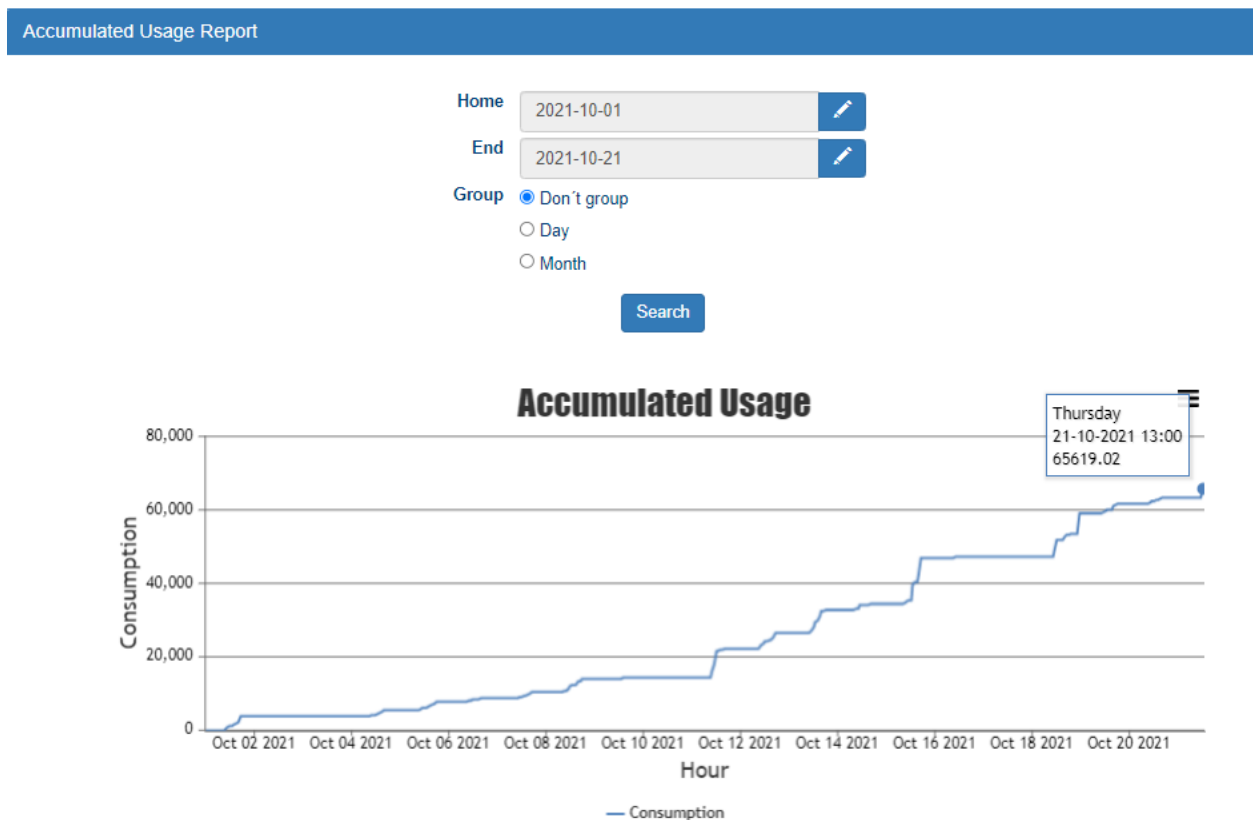 Accumulated Usage Report
Home
2021-10-01
End
2021-10-21
Group
Don´t group
Day
Month
Search
Accumulated Usage
Thursday
21-10-2021 13:00
65619.02
80,000
60,000
40,000
20,000
0
Consumption
Oct 02 2021 Oct 04 2021 Oct 06 2021 Oct 08 2021 Oct 10 2021 Oct 12 2021 Oct 14 2021 Oct 16 2021 Oct 18 2021 Oct 20 2021
Hour
Consumption